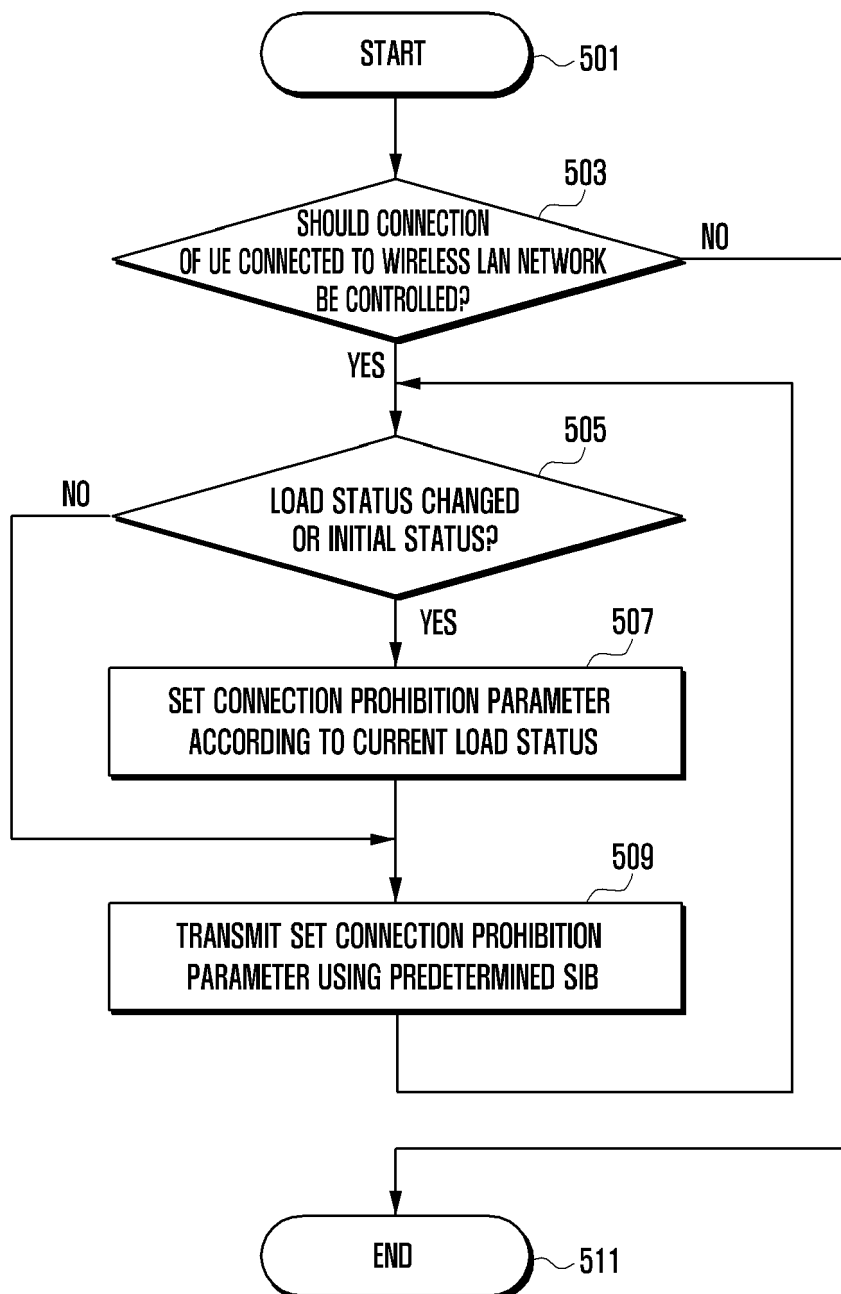 START
501
503
SHOULD CONNECTION
OF UE CONNECTED TO WIRELESS LAN NETWORK
BE CONTROLLED?
NO
YES
505
NO
LOAD STATUS CHANGED
OR INITIAL STATUS?
YES
507
SET CONNECTION PROHIBITION PARAMETER
ACCORDING TO CURRENT LOAD STATUS
509
TRANSMIT SET CONNECTION PROHIBITION
PARAMETER USING PREDETERMINED SIB
END
511